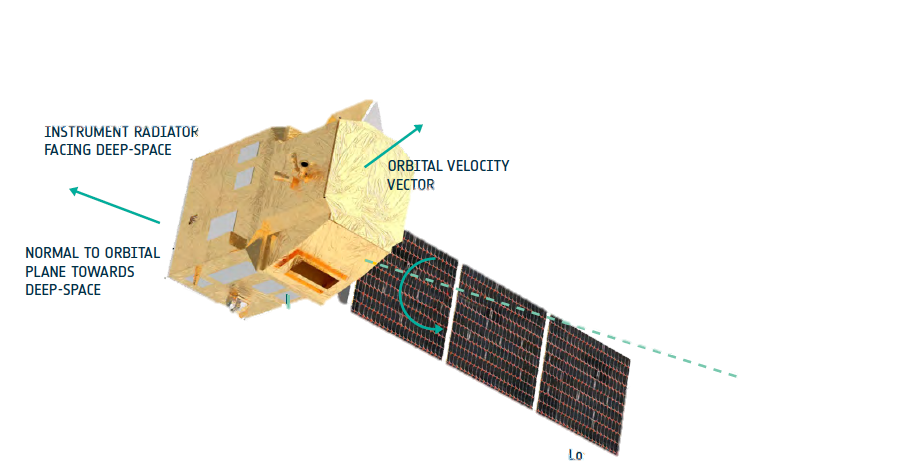 INSTRUMENT RADIATOR
FACING DEEP-SPACE
ORBITAL VELOCITY
VECTOR
NORMAL TO ORBITAL
PLANE TOWARDS
DEEP-SPACE
Lo